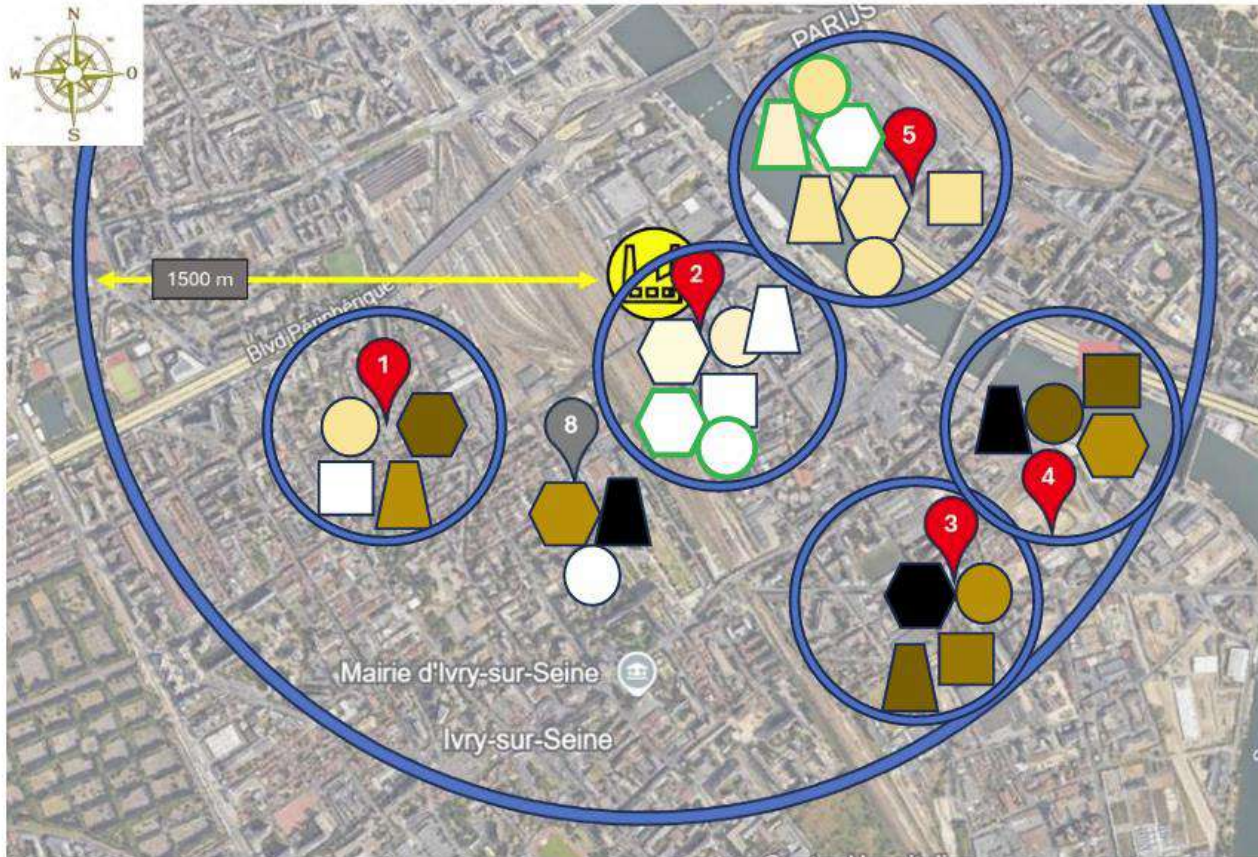 N
W
O
S
PARIJS
5
1500 m
2
Blvd Périphérique
1
8
4
3
Mairie d'Ivry-sur-Seine
Ivry-sur-Seine